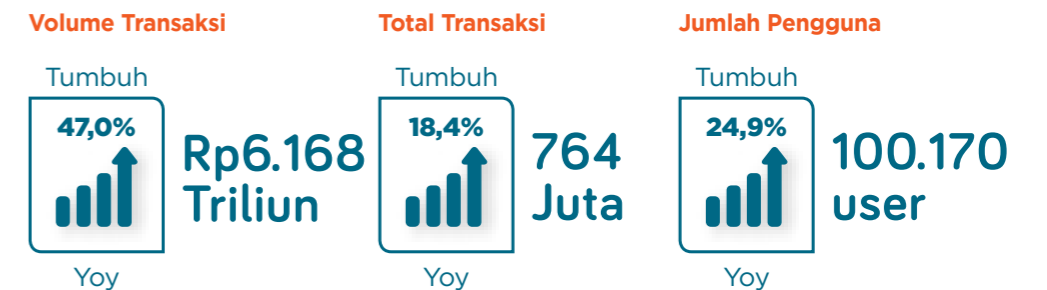 Volume Transaksi
Tumbuh
47,0%
Rp6.168
Triliun
Yoy
Total Transaksi
Tumbuh
18,4%
764
Juta
Yoy
Jumlah Pengguna
Tumbuh
24,9%
100.170
user
Yoy